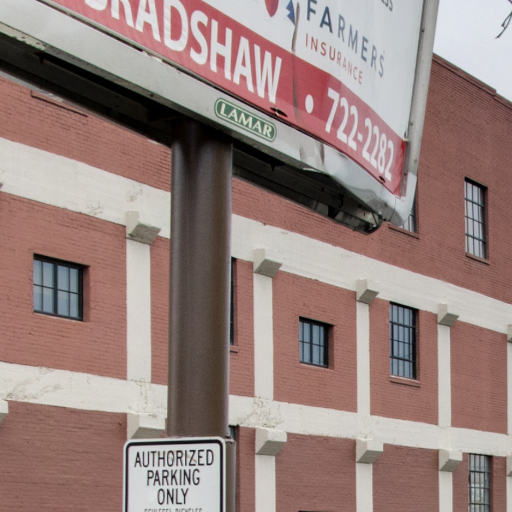 BRADSHAW
FARMERS
INSURANCE
• 722-2282
LAMAR
AUTHORIZED
PARKING
ONLY